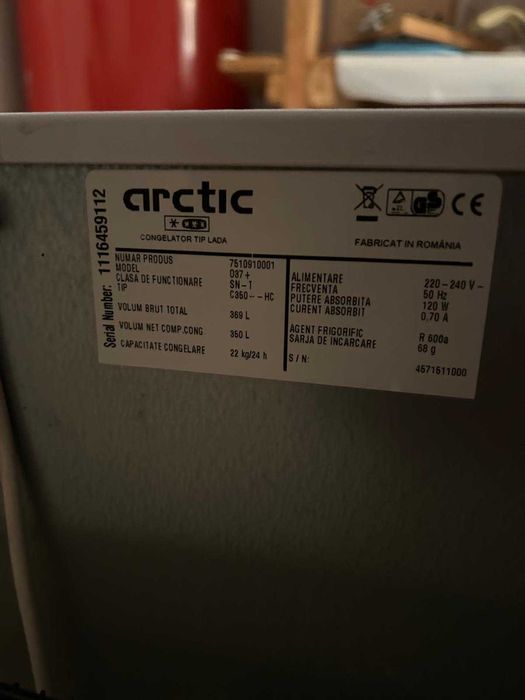 arctic
CONGELATOR TIP LADA
CE
FABRICAT IN ROMÂNIA
Serial Number: 1116459112
NUMAR PRODUS 7510910001
MODEL O87+
CLASA DE FUNCTIONARE SN-T
TIP C350--HC
VOLUM BRUT TOTAL 369 L
VOLUM NET COMP.CONG. 350 L
CAPACITATE CONGELARE 22 kg/24 h
ALIMENTARE 220-240 V~
FRECVENTA 50 Hz
PUTERE ABSORBITA 120 W
CURENT ABSORBIT 0,70 A
AGENT FRIGORIFIC R 600a
SARJA DE INCARCARE 68 g
S / N: 4571511000